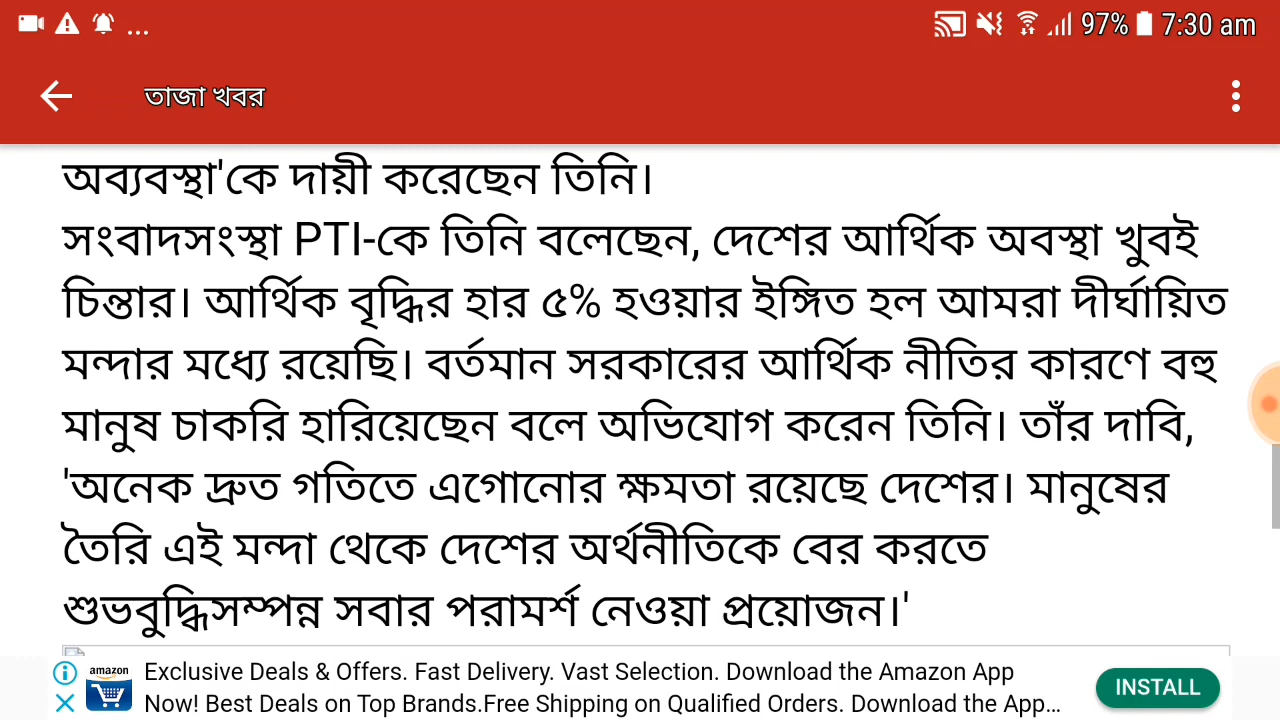 ... 97% 7:30 am
তাজা খবর
অব্যবস্থা'কে দায়ী করেছেন তিনি।
সংবাদসংস্থা PTI-কে তিনি বলেছেন, দেশের আর্থিক অবস্থা খুবই
চিন্তার। আর্থিক বৃদ্ধির হার ৫% হওয়ার ইঙ্গিত হল আমরা দীর্ঘায়িত
মন্দার মধ্যে রয়েছি। বর্তমান সরকারের আর্থিক নীতির কারণে বহু
মানুষ চাকরি হারিয়েছেন বলে অভিযোগ করেন তিনি। তাঁর দাবি,
'অনেক দ্রুত গতিতে এগোনোর ক্ষমতা রয়েছে দেশের। মানুষের
তৈরি এই মন্দা থেকে দেশের অর্থনীতিকে বের করতে
শুভবুদ্ধিসম্পন্ন সবার পরামর্শ নেওয়া প্রয়োজন।'
amazon
Exclusive Deals & Offers. Fast Delivery. Vast Selection. Download the Amazon App
Now! Best Deals on Top Brands.Free Shipping on Qualified Orders. Download the App...
INSTALL